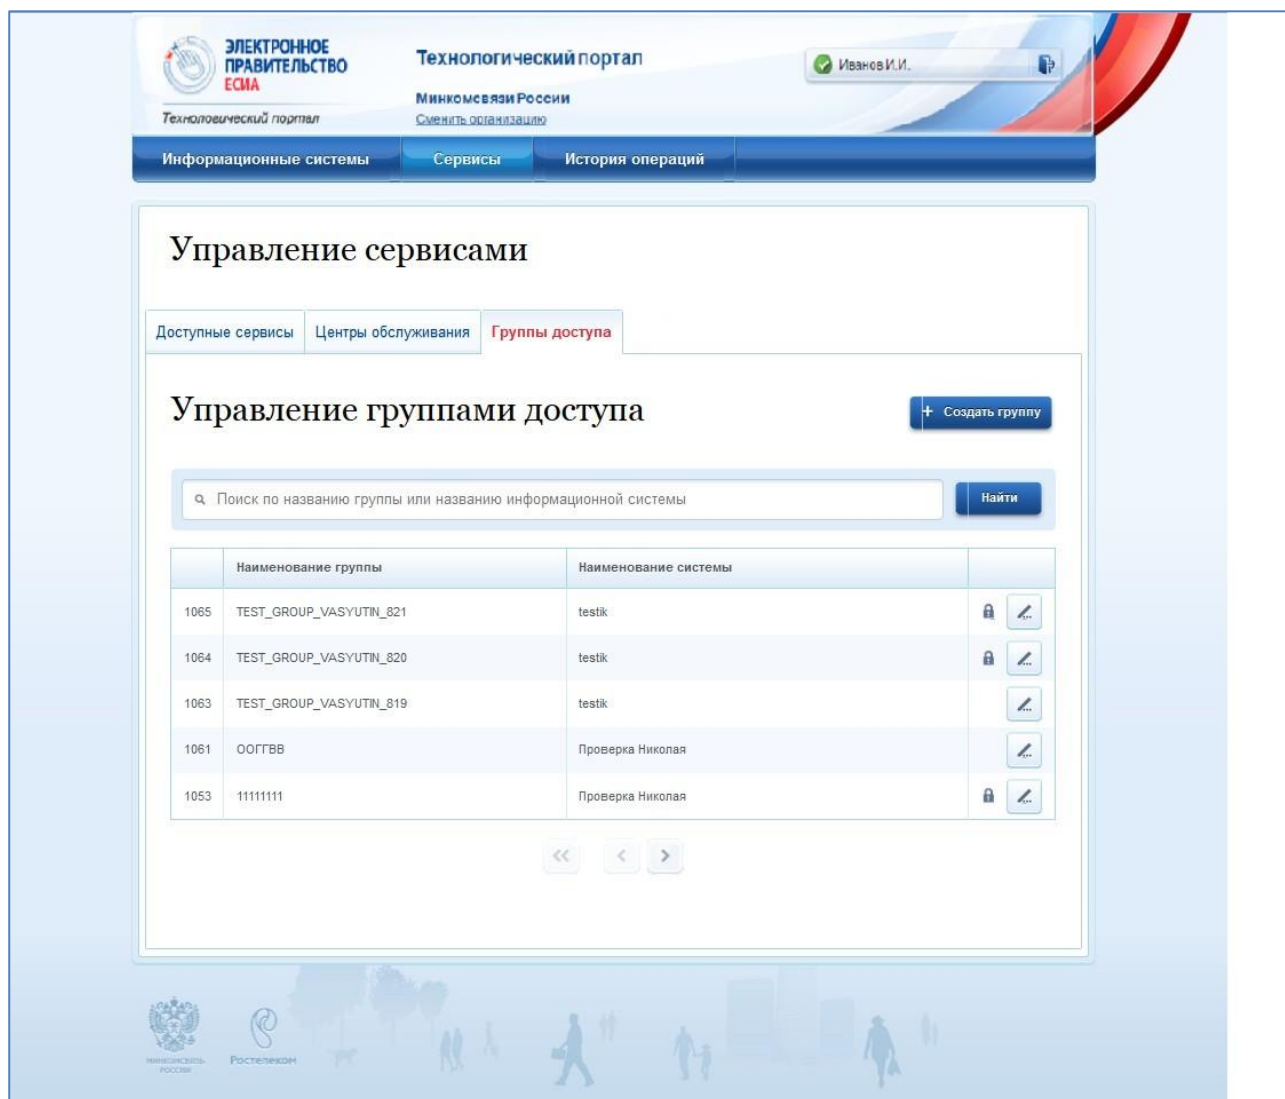 ЭЛЕКТРОННОЕ
ПРАВИТЕЛЬСТВО
ЕСИА
Технологический портал
Технологический портал
Минкомсвязи России
Сменить организацию
Иванов И.И.
Информационные системы Сервисы История операций
Управление сервисами
Доступные сервисы Центры обслуживания Группы доступа
Управление группами доступа
+ Создать группу
Поиск по названию группы или названию информационной системы
Найти
Наименование группы Наименование системы
1065 TEST_GROUP_VASYUTIN_821 testik
1064 TEST_GROUP_VASYUTIN_820 testik
1063 TEST_GROUP_VASYUTIN_819 testik
1061 ООГГВВ Проверка Николая
1053 11111111 Проверка Николая
МИНКОМСВЯЗЬ
РОССИИ
Ростелеком